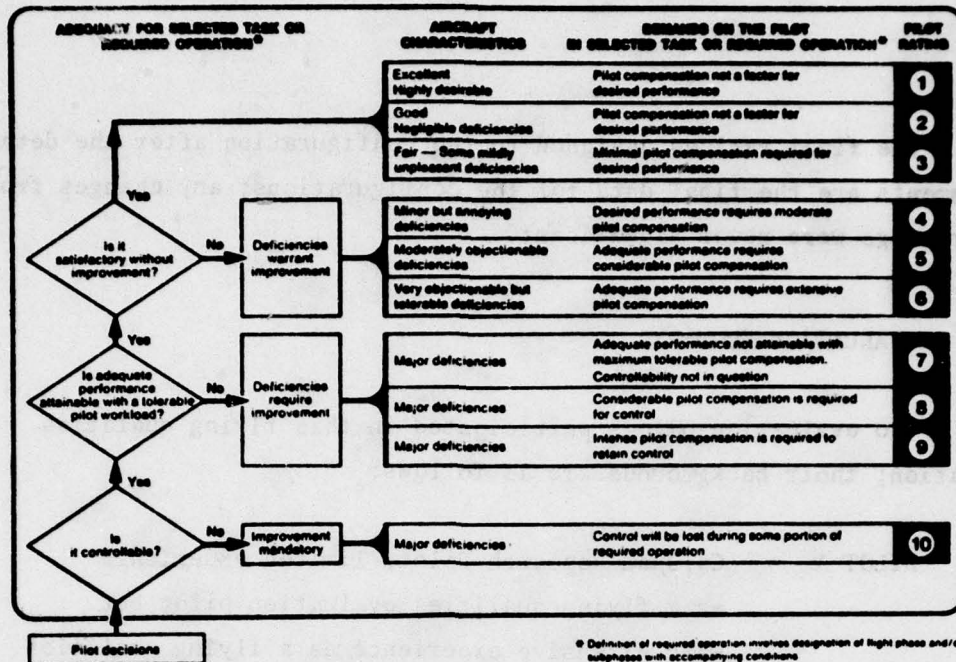 ADEQUACY FOR SELECTED TASK OR
REQUIRED OPERATION*
AIRCRAFT
CHARACTERISTICS
DEMANDS ON THE PILOT
IN SELECTED TASK OR REQUIRED OPERATION*
PILOT
RATING
Excellent
Highly desirable
Pilot compensation not a factor for
desired performance
1
Good
Negligible deficiencies
Pilot compensation not a factor for
desired performance
2
Fair — Some mildly
unpleasant deficiencies
Minimal pilot compensation required for
desired performance
3
Yes
Is it
satisfactory without
improvement?
No
Deficiencies
warrant
improvement
Minor but annoying
deficiencies
Desired performance requires moderate
pilot compensation
4
Moderately objectionable
deficiencies
Adequate performance requires
considerable pilot compensation
5
Very objectionable but
tolerable deficiencies
Adequate performance requires extensive
pilot compensation
6
Yes
Is adequate
performance
attainable with a tolerable
pilot workload?
No
Deficiencies
require
improvement
Major deficiencies
Adequate performance not attainable with
maximum tolerable pilot compensation.
Controllability not in question
7
Major deficiencies
Considerable pilot compensation is required
for control
8
Major deficiencies
Intense pilot compensation is required to
retain control
9
Yes
Is
it controllable?
No
Improvement
mandatory
Major deficiencies
Control will be lost during some portion of
required operation
10
Pilot decisions
* Definition of required operation involves designation of flight phase and/
subphases with accompanying conditions